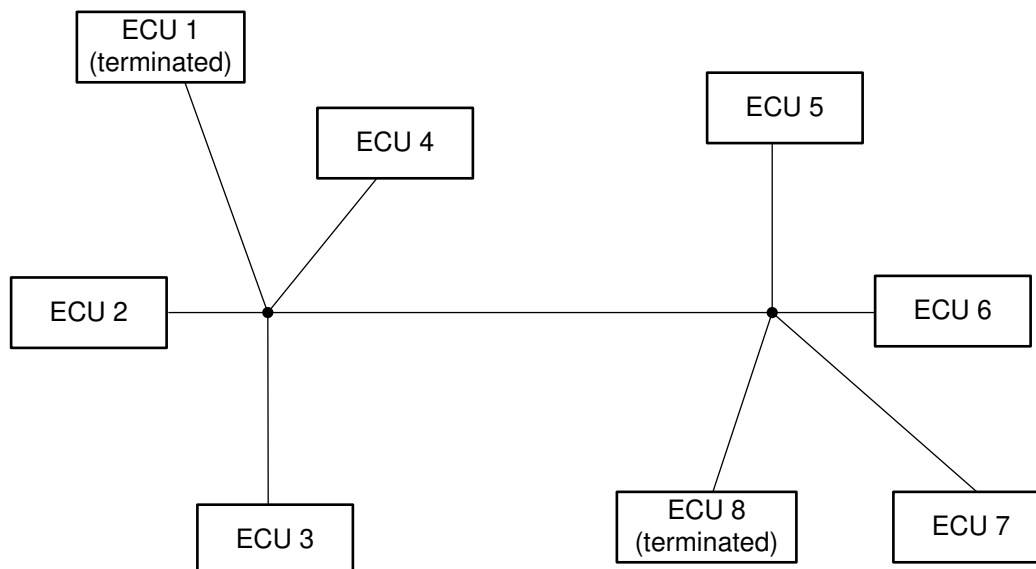 ECU 1
(terminated)
ECU 4
ECU 5
ECU 2
ECU 6
ECU 3
ECU 8
(terminated)
ECU 7